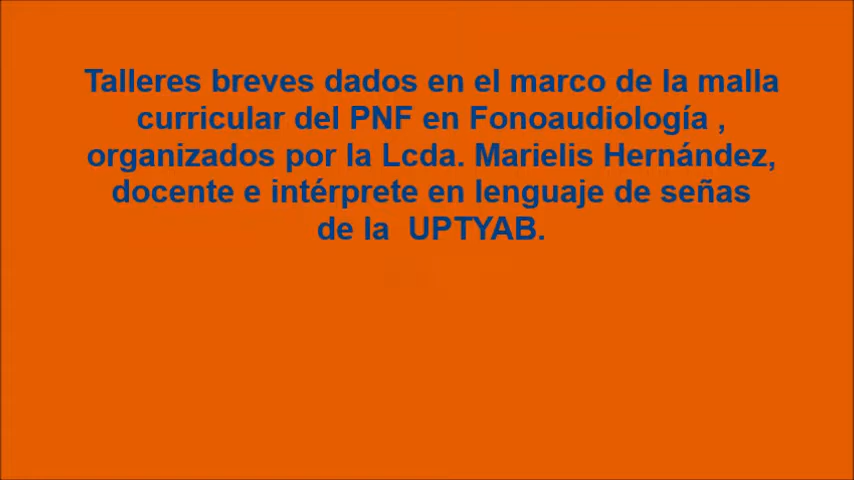 Talleres breves dados en el marco de la malla
curricular del PNF en Fonoaudiología ,
organizados por la Lcda. Marielis Hernández,
docente e intérprete en lenguaje de señas
de la  UPTYAB.